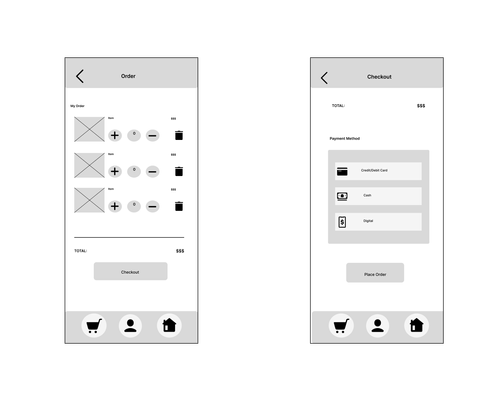 Order
My Order
Item
$$$
0
Item
$$$
0
Item
$$$
0
TOTAL:
$$$
Checkout
Checkout
TOTAL:
$$$
Payment Method
Credit/Debit Card
Cash
Digital
Place Order